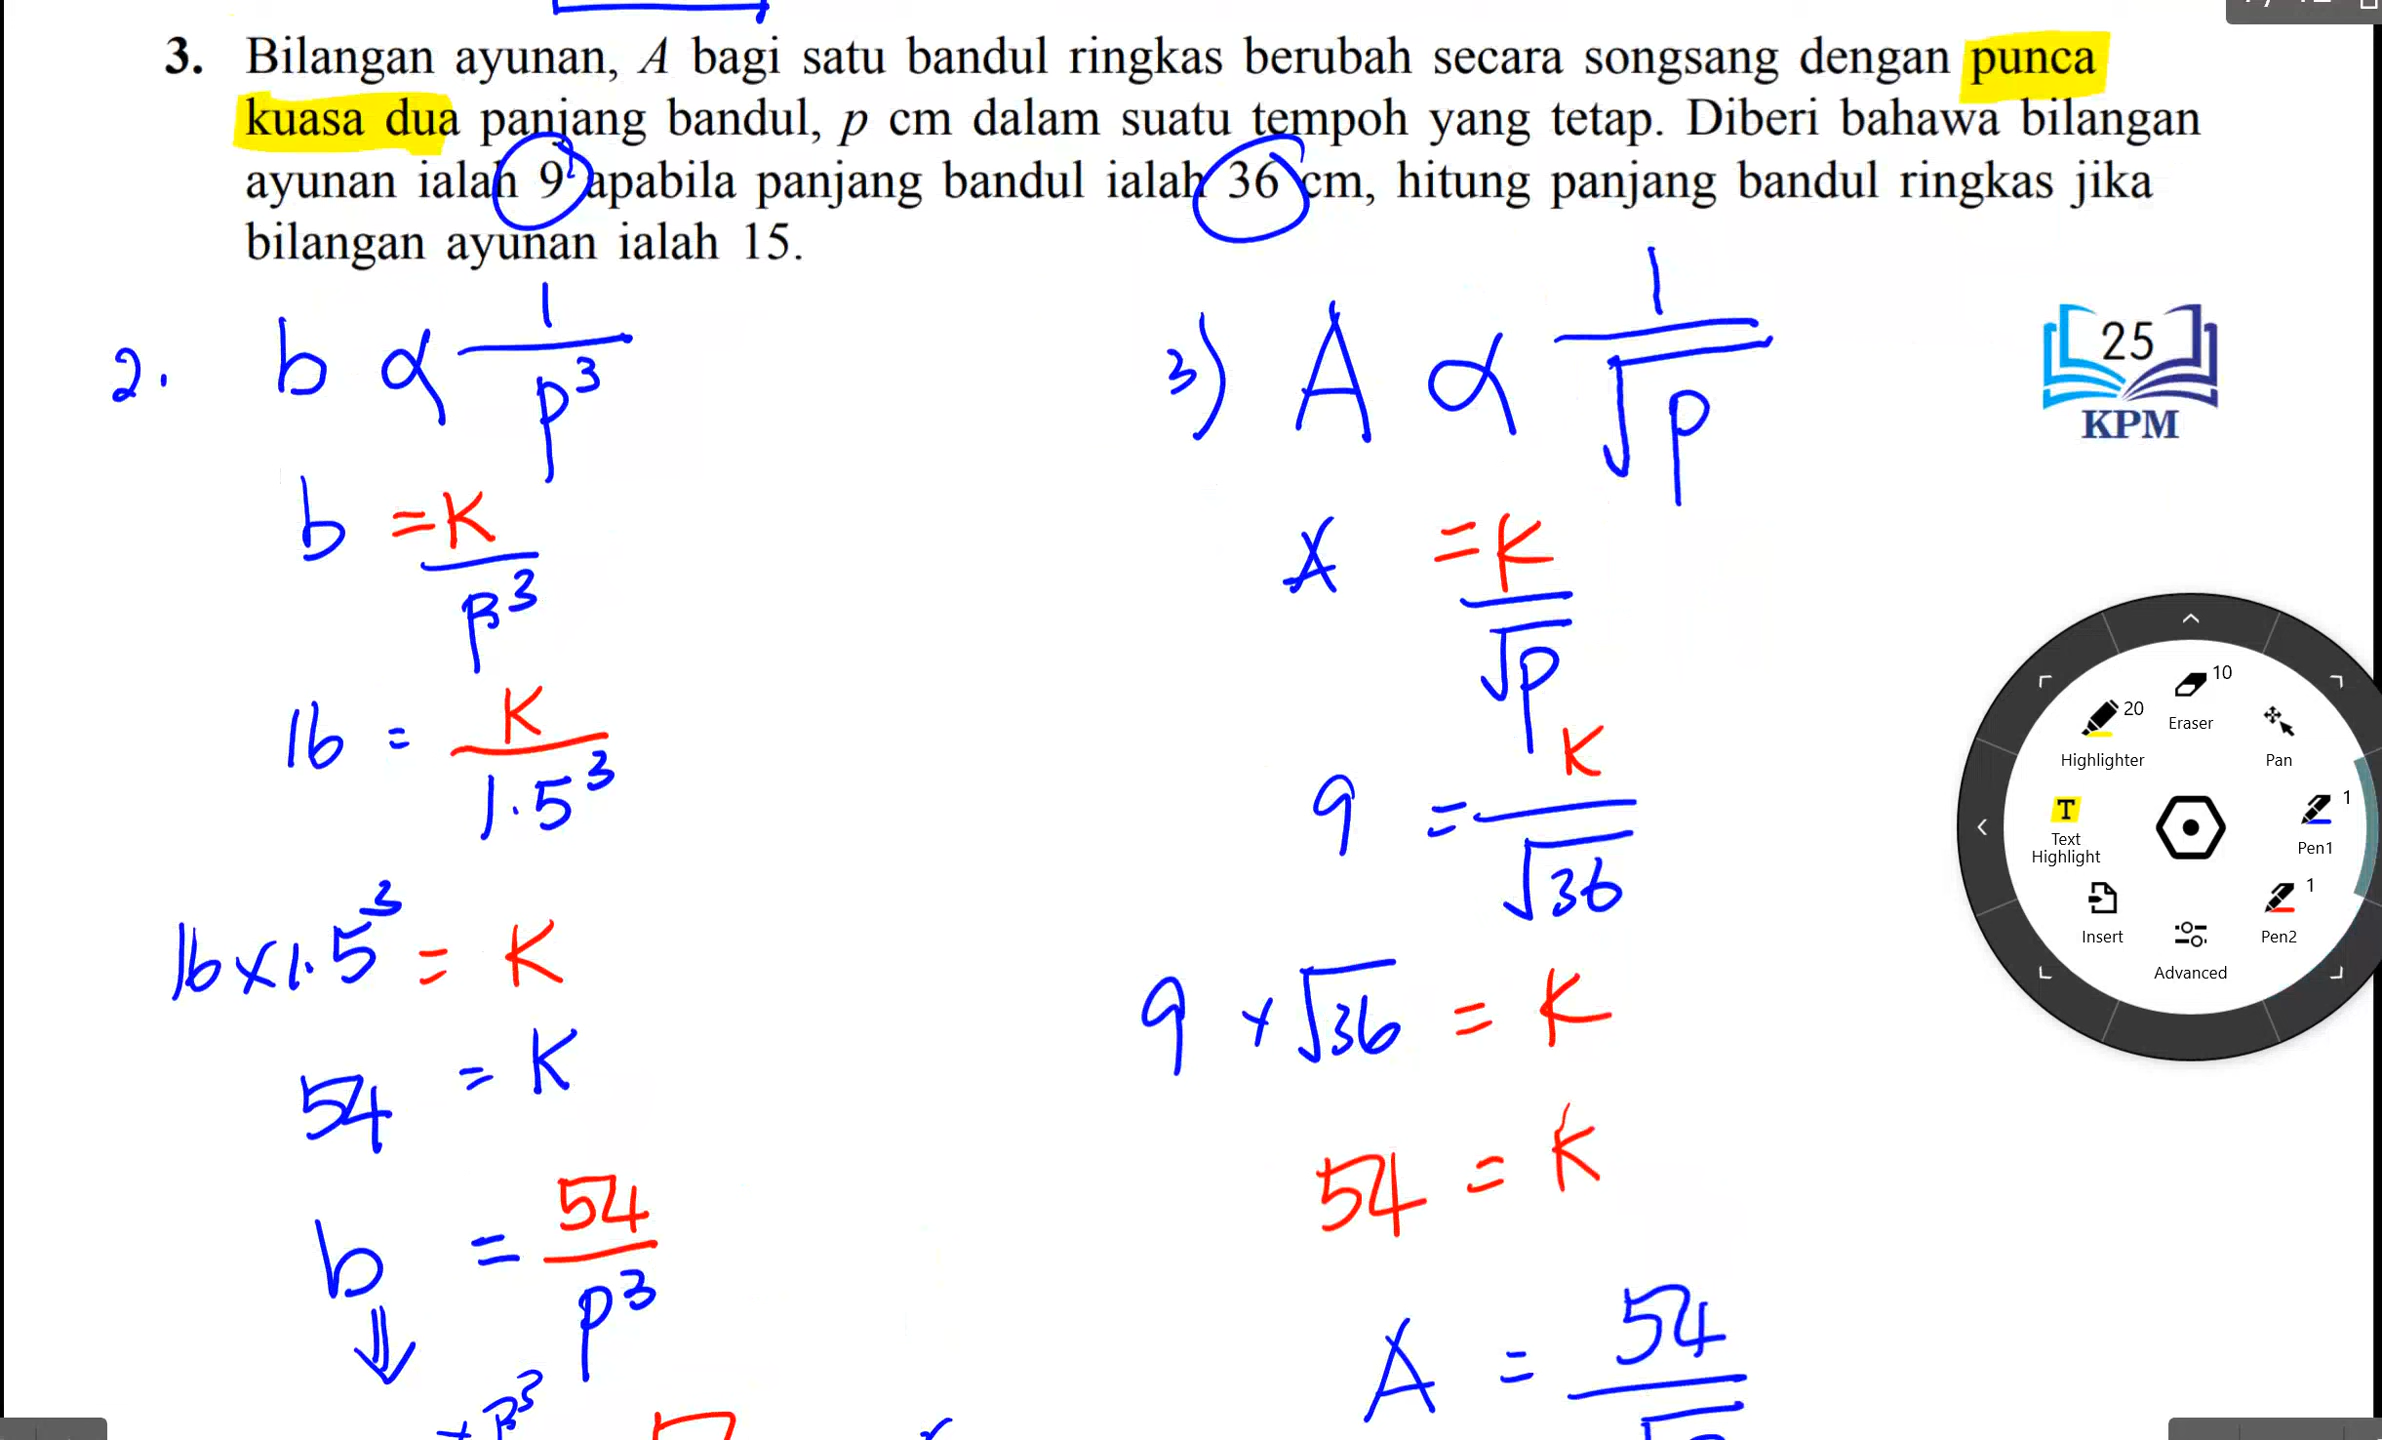 3. Bilangan ayunan, A bagi satu bandul ringkas berubah secara songsang dengan punca
kuasa dua panjang bandul, p cm dalam suatu tempoh yang tetap. Diberi bahawa bilangan
ayunan ialah 9 apabila panjang bandul ialah 36 cm, hitung panjang bandul ringkas jika
bilangan ayunan ialah 15.
2. b ∝ 1/p³
b = K/p³
16 = K/1.5³
16 × 1.5³ = K
54 = K
b = 54/p³
3) A ∝ 1/√p
A = K/√p
9 = K/√36
9 × √36 = K
54 = K
A = 54
25
KPM
10
Eraser
20
Highlighter
Pan
T
Text
Highlight
1
Pen1
Insert
1
Pen2
Advanced